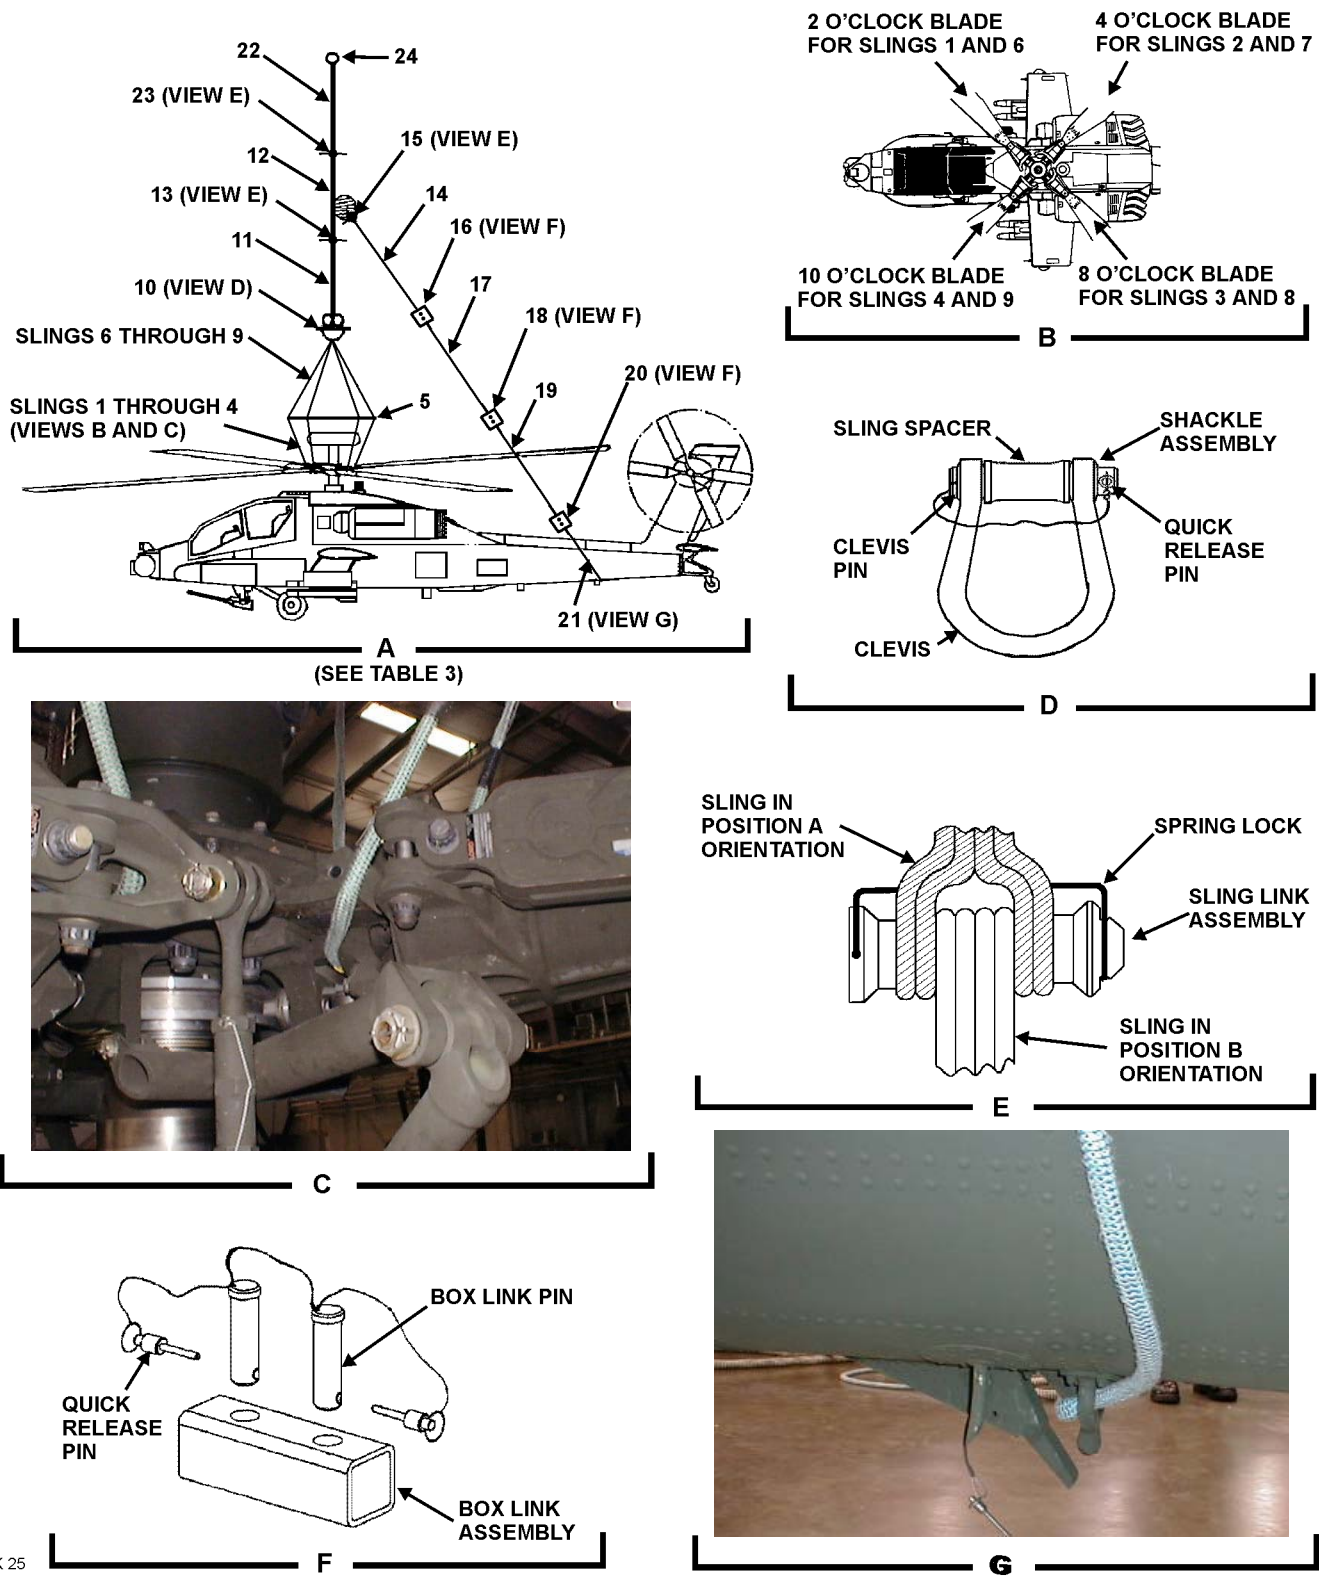 22
24
23 (VIEW E)
15 (VIEW E)
12
14
13 (VIEW E)
16 (VIEW F)
11
17
10 (VIEW D)
18 (VIEW F)
SLINGS 6 THROUGH 9
20 (VIEW F)
19
5
SLINGS 1 THROUGH 4
(VIEWS B AND C)
21 (VIEW G)
A
(SEE TABLE 3)
2 O'CLOCK BLADE
FOR SLINGS 1 AND 6
4 O'CLOCK BLADE
FOR SLINGS 2 AND 7
10 O'CLOCK BLADE
FOR SLINGS 4 AND 9
8 O'CLOCK BLADE
FOR SLINGS 3 AND 8
B
SLING SPACER
SHACKLE
ASSEMBLY
CLEVIS
PIN
QUICK
RELEASE
PIN
CLEVIS
D
C
SLING IN
POSITION A
ORIENTATION
SPRING LOCK
SLING LINK
ASSEMBLY
SLING IN
POSITION B
ORIENTATION
E
BOX LINK PIN
QUICK
RELEASE
PIN
BOX LINK
ASSEMBLY
F
G
25